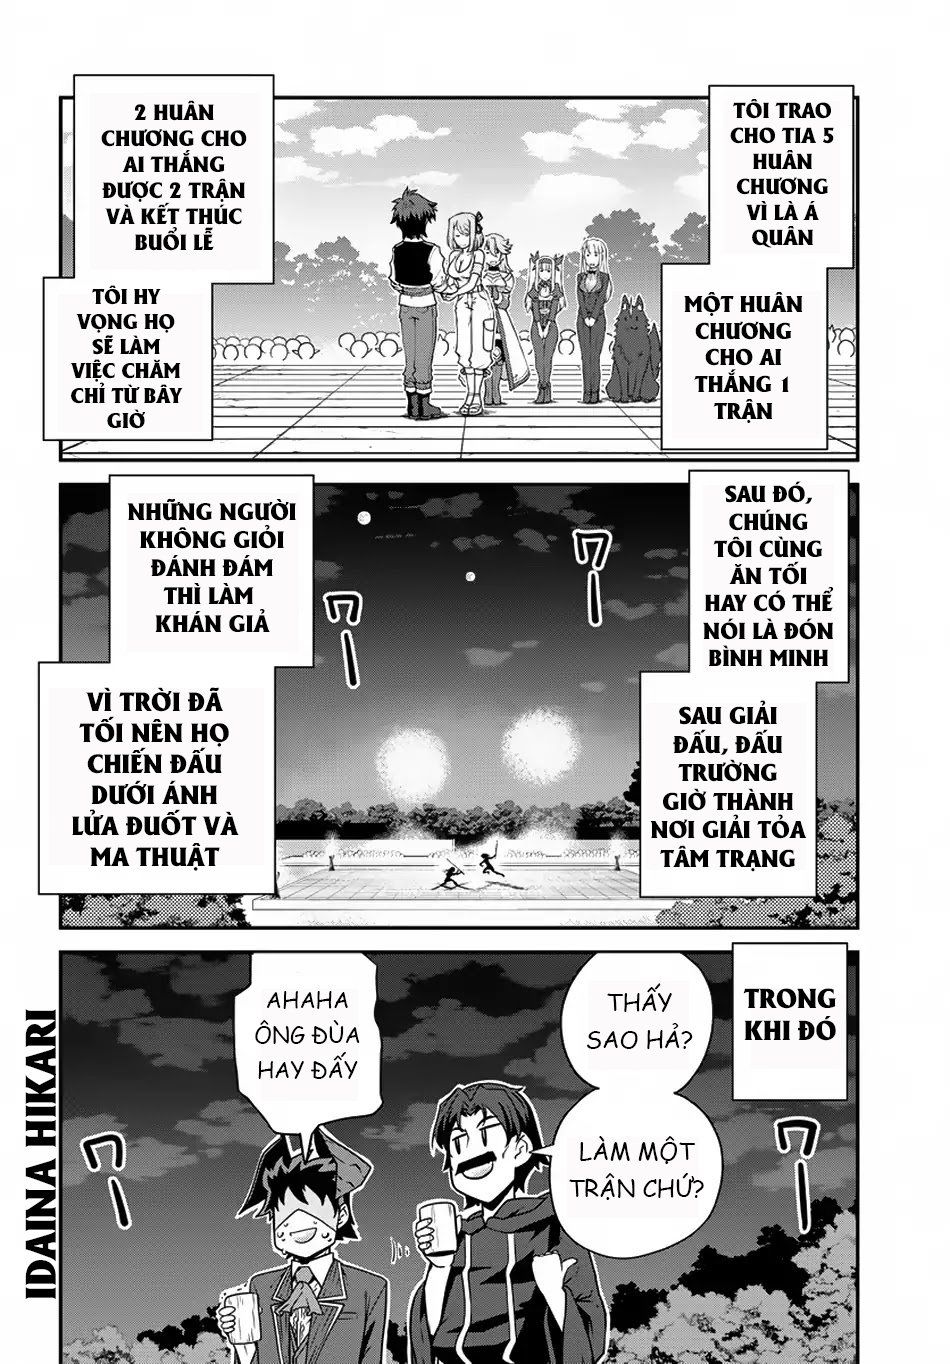 TÔI TRAO
CHO TIA 5
HUÂN
CHƯƠNG
VÌ LÀ Á
QUÂN
MỘT HUÂN
CHƯƠNG
CHO AI
THẮNG 1
TRẬN
2 HUÂN
CHƯƠNG CHO
AI THẮNG
ĐƯỢC 2 TRẬN
VÀ KẾT THÚC
BUỔI LỄ
TÔI HY
VỌNG HỌ
SẼ LÀM
VIỆC CHĂM
CHỈ TỪ BÂY
GIỜ
SAU ĐÓ,
CHÚNG
TÔI CÙNG
ĂN TỐI
HAY CÓ THỂ
NÓI LÀ ĐÓN
BÌNH MINH
SAU GIẢI
ĐẤU, ĐẤU
TRƯỜNG
GIỜ THÀNH
NƠI GIẢI TỎA
TÂM TRẠNG
ワー
ワー
NHỮNG NGƯỜI
KHÔNG GIỎI
ĐÁNH ĐÁM
THÌ LÀM
KHÁN GIẢ
VÌ TRỜI ĐÃ
TỐI NÊN HỌ
CHIẾN ĐẤU
DƯỚI ÁNH
LỬA ĐUỐT VÀ
MA THUẬT
TRONG
KHI ĐÓ
THẤY
SAO HẢ?
LÀM MỘT
TRẬN CHỨ?
AHAHA
ÔNG ĐÙA
HAY ĐẤY
ワー
ワー
IDAINA HIKARI